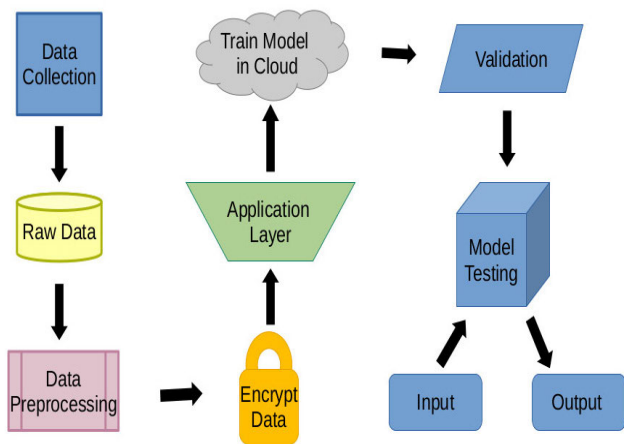 Data
Collection
Raw Data
Data
Preprocessing
Encrypt
Data
Application
Layer
Train Model
in Cloud
Validation
Model
Testing
Input
Output